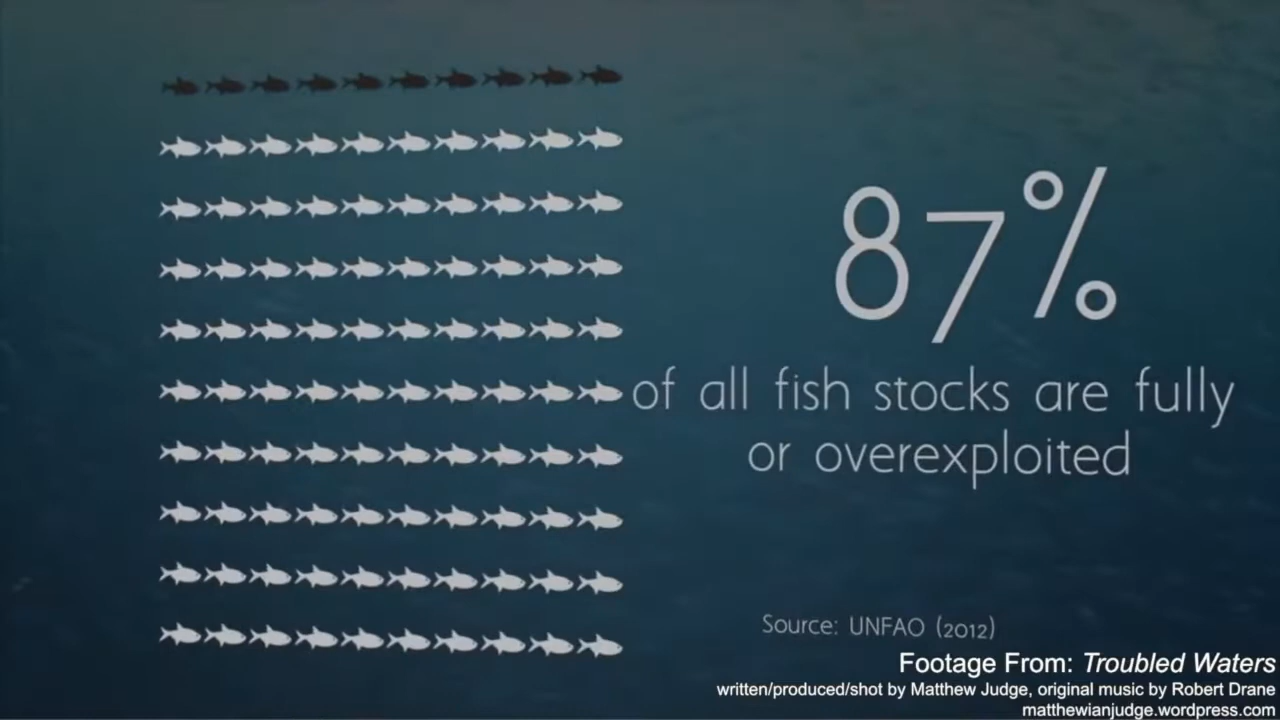 87%
of all fish stocks are fully
or overexploited
Source: UNFAO (2012)
Footage From: Troubled Waters
written/produced/shot by Matthew Judge, original music by Robert Drane
matthewianjudge.wordpress.com